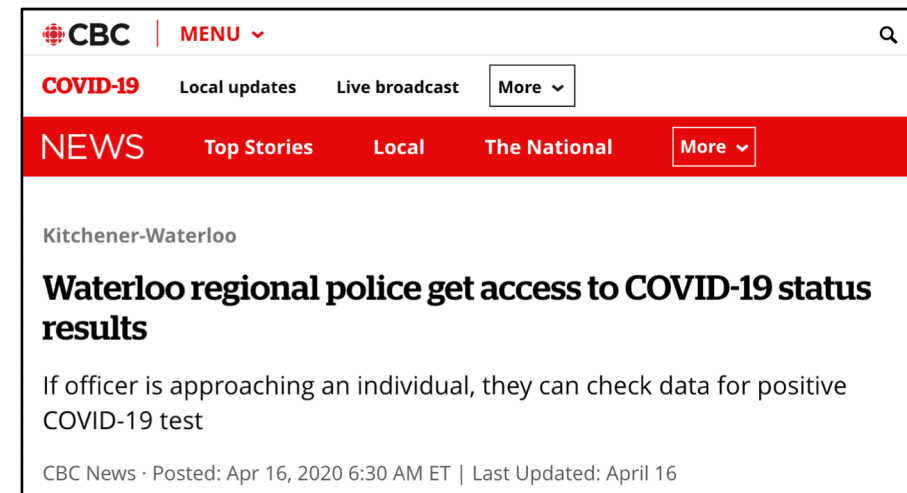 CBC MENU
COVID-19 Local updates Live broadcast More
NEWS Top Stories Local The National More
Kitchener-Waterloo
Waterloo regional police get access to COVID-19 status
results
If officer is approaching an individual, they can check data for positive
COVID-19 test
CBC News · Posted: Apr 16, 2020 6:30 AM ET | Last Updated: April 16